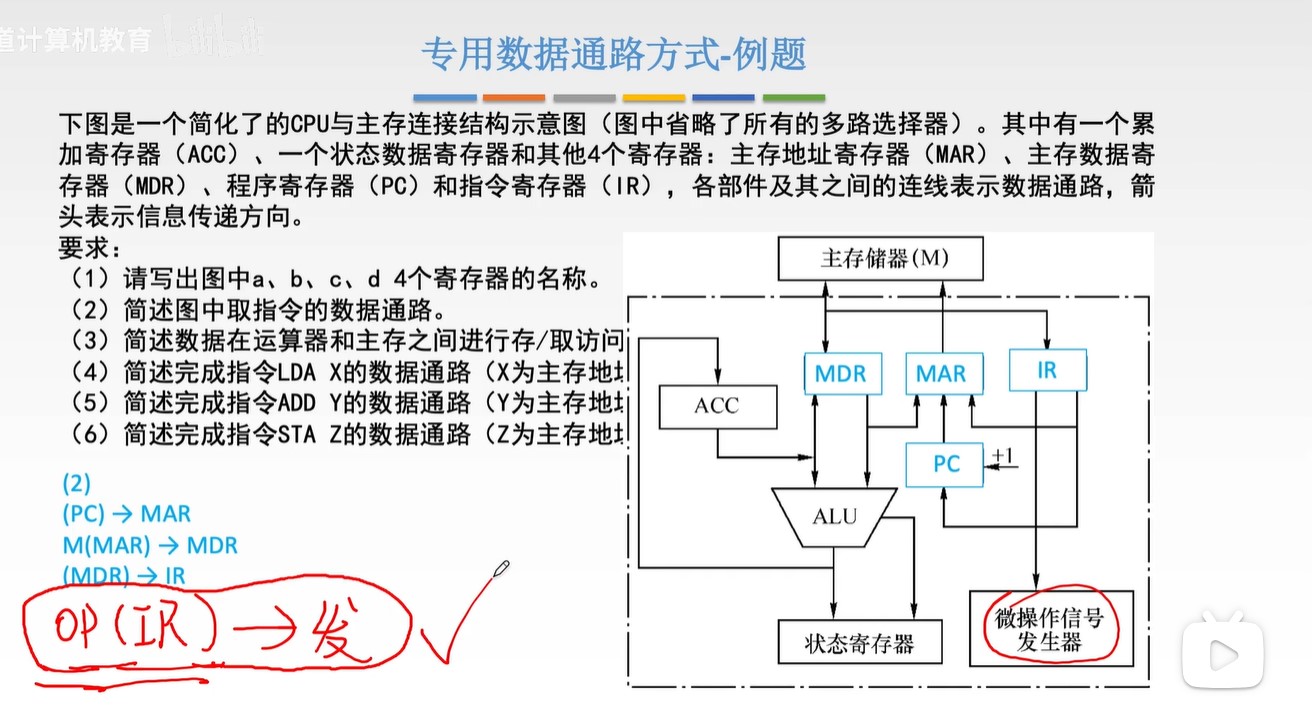 道计算机教育
专用数据通路方式-例题
下图是一个简化了的CPU与主存连接结构示意图（图中省略了所有的多路选择器）。其中有一个累
加寄存器（ACC）、一个状态数据寄存器和其他4个寄存器：主存地址寄存器（MAR）、主存数据寄
存器（MDR）、程序寄存器（PC）和指令寄存器（IR），各部件及其之间的连线表示数据通路，箭
头表示信息传递方向。
要求：
（1）请写出图中a、b、c、d 4个寄存器的名称。
（2）简述图中取指令的数据通路。
（3）简述数据在运算器和主存之间进行存/取访问
（4）简述完成指令LDA X的数据通路（X为主存地
（5）简述完成指令ADD Y的数据通路（Y为主存地
（6）简述完成指令STA Z的数据通路（Z为主存地
(2)
(PC) → MAR
M(MAR) → MDR
(MDR) → IR
OP(IR) → 发
主存储器(M)
MDR
MAR
IR
ACC
PC
+1
ALU
状态寄存器
微操作信号
发生器